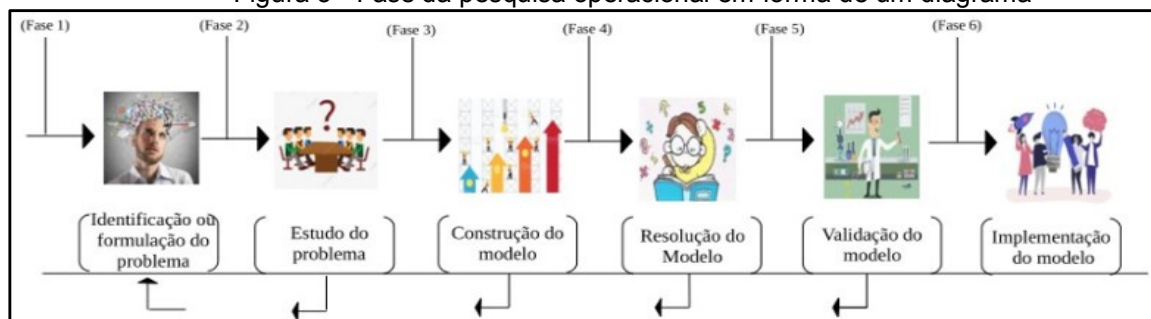 Figura 3 - Fase da pesquisa operacional em forma de um diagrama
(Fase 1)
(Fase 2)
(Fase 3)
(Fase 4)
(Fase 5)
(Fase 6)
Identificação ou
formulação do
problema
Estudo do
problema
Construção do
modelo
Resolução do
Modelo
Validação do
modelo
Implementação
do modelo